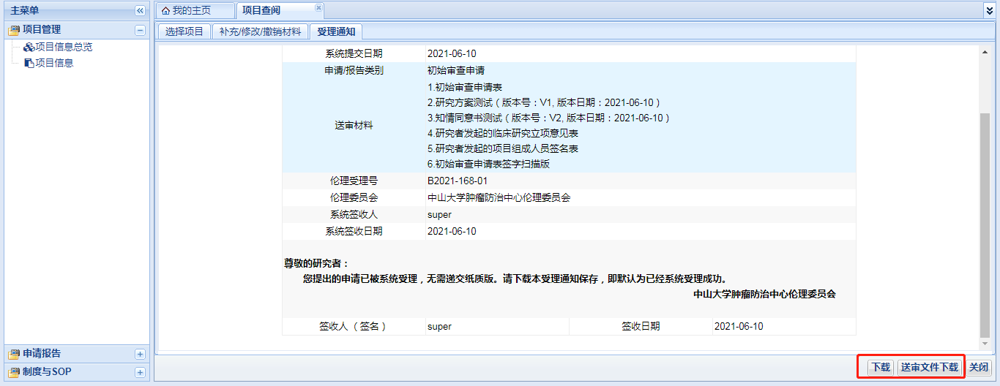 主菜单
我的主页 项目查阅
项目管理
选择项目 补充/修改/撤销材料 受理通知
项目信息总览
项目信息
系统提交日期 2021-06-10
申请/报告类别 初始审查申请
送审材料
1.初始审查申请表
2.研究方案测试（版本号：V1, 版本日期：2021-06-10）
3.知情同意书测试（版本号：V2, 版本日期：2021-06-10）
4.研究者发起的临床研究立项意见表
5.研究者发起的项目组成人员签名表
6.初始审查申请表签字扫描版
伦理受理号 B2021-168-01
伦理委员会 中山大学肿瘤防治中心伦理委员会
系统签收人 super
系统签收日期 2021-06-10
尊敬的研究者：
您提出的申请已被系统受理，无需递交纸质版。请下载本受理通知保存，即默认为已经系统受理成功。
中山大学肿瘤防治中心伦理委员会
签收人 （签名） super 签收日期 2021-06-10
申请报告
制度与SOP
下载 送审文件下载 关闭